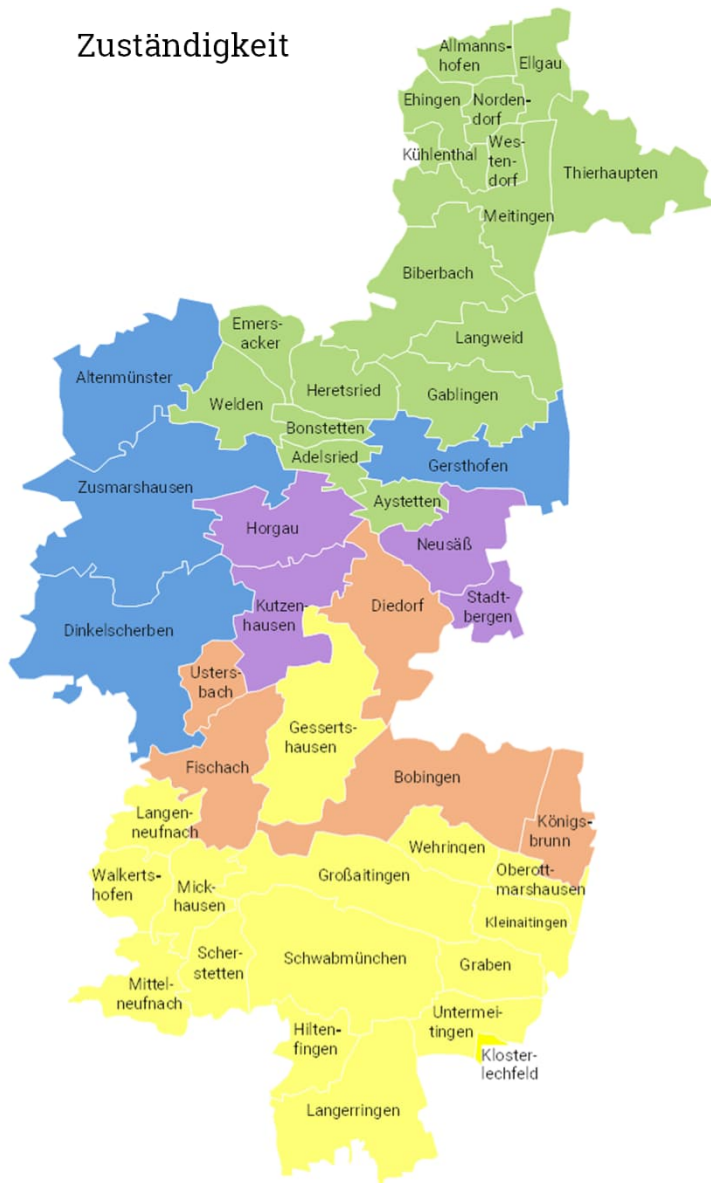 Zuständigkeit
Allmanns-
hofen
Ellgau
Ehingen
Norden-
dorf
Kühlenthal
Wes-
ten-
dorf
Thierhaupten
Meitingen
Biberbach
Emers-
acker
Langweid
Altenmünster
Heretsried
Gablingen
Welden
Bonstetten
Adelsried
Gersthofen
Zusmarshausen
Aystetten
Horgau
Neusäß
Kutzen-
hausen
Diedorf
Stadt-
bergen
Dinkelscherben
Usters-
bach
Gesserts-
hausen
Fischach
Bobingen
Langen-
neufnach
Königs-
brunn
Wehringen
Walkerts-
hofen
Mick-
hausen
Großaitingen
Oberott-
marshausen
Kleinaitingen
Scher-
stetten
Schwabmünchen
Graben
Mittel-
neufnach
Untermei-
tingen
Hilten-
fingen
Kloster-
lechfeld
Langerringen